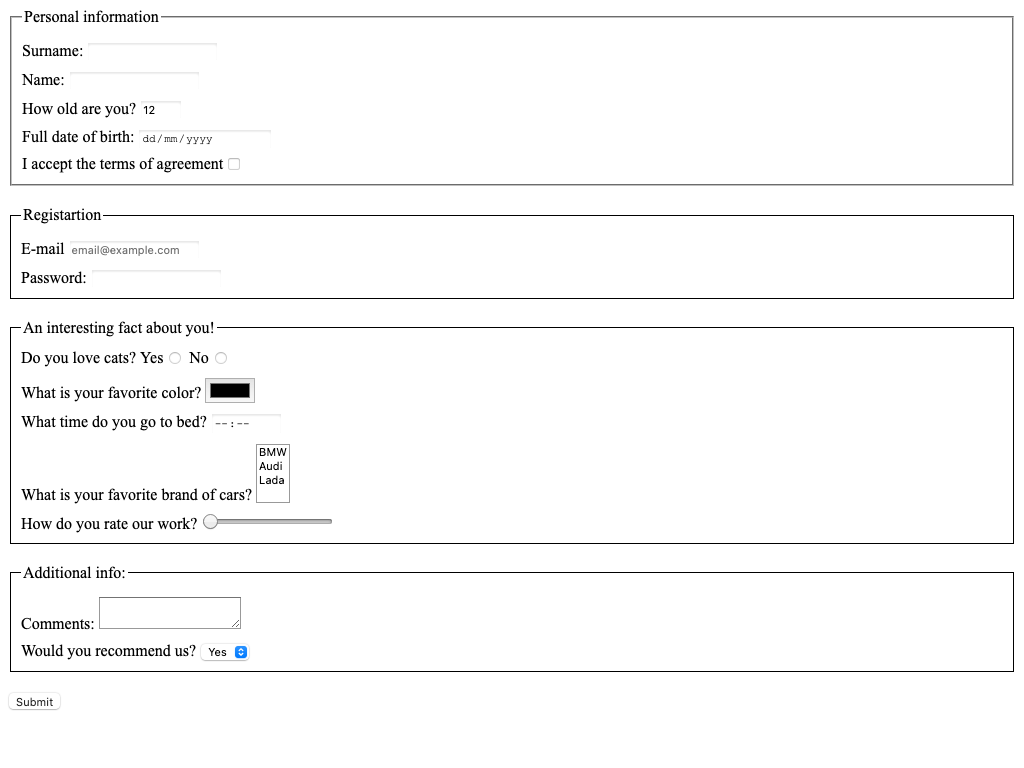 Personal information
Surname:
Name:
How old are you? 12
Full date of birth: dd/mm/yyyy
I accept the terms of agreement
Registartion
E-mail email@example.com
Password:
An interesting fact about you!
Do you love cats? Yes No
What is your favorite color?
What time do you go to bed? --:--
BMW
Audi
Lada
What is your favorite brand of cars?
How do you rate our work?
Additional info:
Comments:
Would you recommend us? Yes
Submit